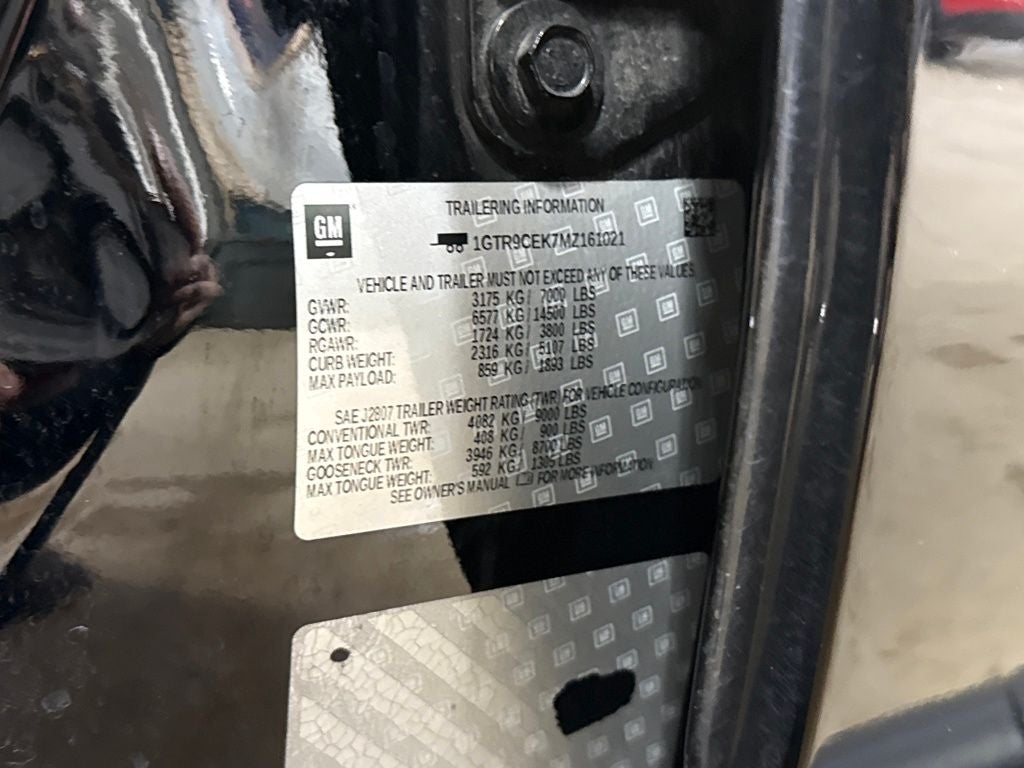 GM
TRAILERING INFORMATION
1GTR9CEK7MZ161021
VEHICLE AND TRAILER MUST NOT EXCEED ANY OF THESE VALUES
GVWR: 3175 KG / 7000 LBS
GCWR: 6577 KG / 14500 LBS
RGAWR: 1724 KG / 3800 LBS
CURB WEIGHT: 2316 KG / 5107 LBS
MAX PAYLOAD: 859 KG / 1893 LBS
SAE J2807 TRAILER WEIGHT RATING (TWR) FOR VEHICLE CONFIGURATION
CONVENTIONAL TWR: 4082 KG / 9000 LBS
MAX TONGUE WEIGHT: 408 KG / 900 LBS
GOOSENECK TWR: 3946 KG / 8700 LBS
MAX TONGUE WEIGHT: 592 KG / 1305 LBS
SEE OWNER'S MANUAL FOR MORE INFORMATION